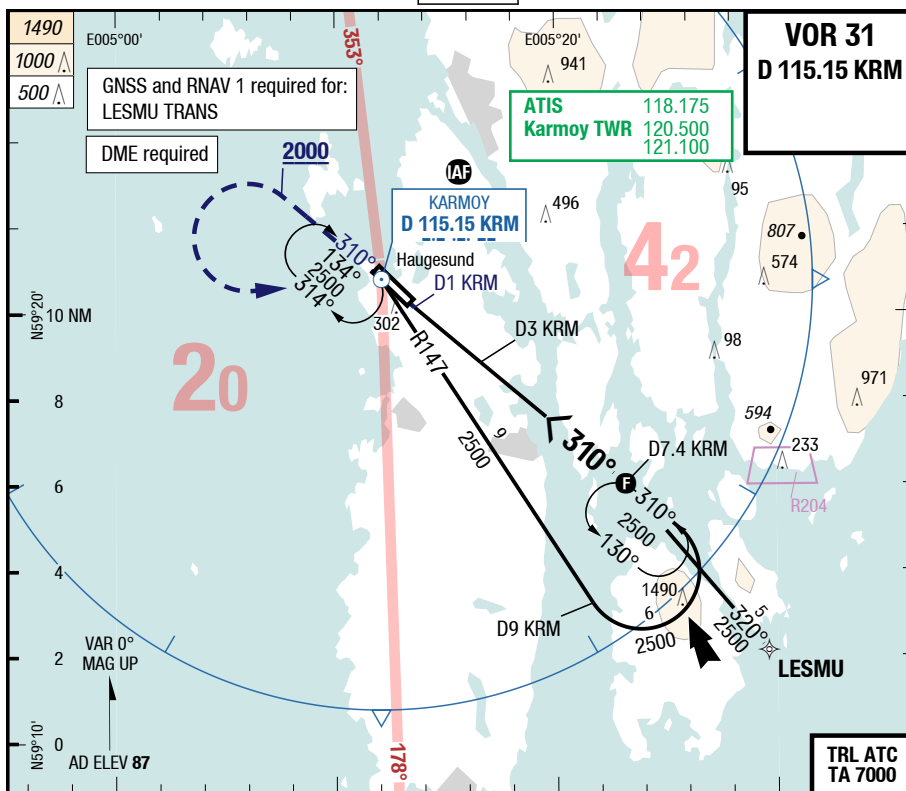 1490
1000
500
E005°00'
353°
E005°20'
941
VOR 31
D 115.15 KRM
GNSS and RNAV 1 required for:
LESMU TRANS
ATIS 118.175
Karmoy TWR 120.500
121.100
DME required
2000
IAF
KARMOY
D 115.15 KRM
95
496
42
807
574
310°
134°
2500
314°
Haugesund
D1 KRM
302
N59°20'
10 NM
D3 KRM
R147
98
20
971
8
2500
9
594
310°
D7.4 KRM
233
6
F
R204
310°
2500
130°
4
1490
6
D9 KRM
2500
5
320°
2500
LESMU
VAR 0°
MAG UP
2
N59°10'
0
AD ELEV 87
178°
TRL ATC
TA 7000